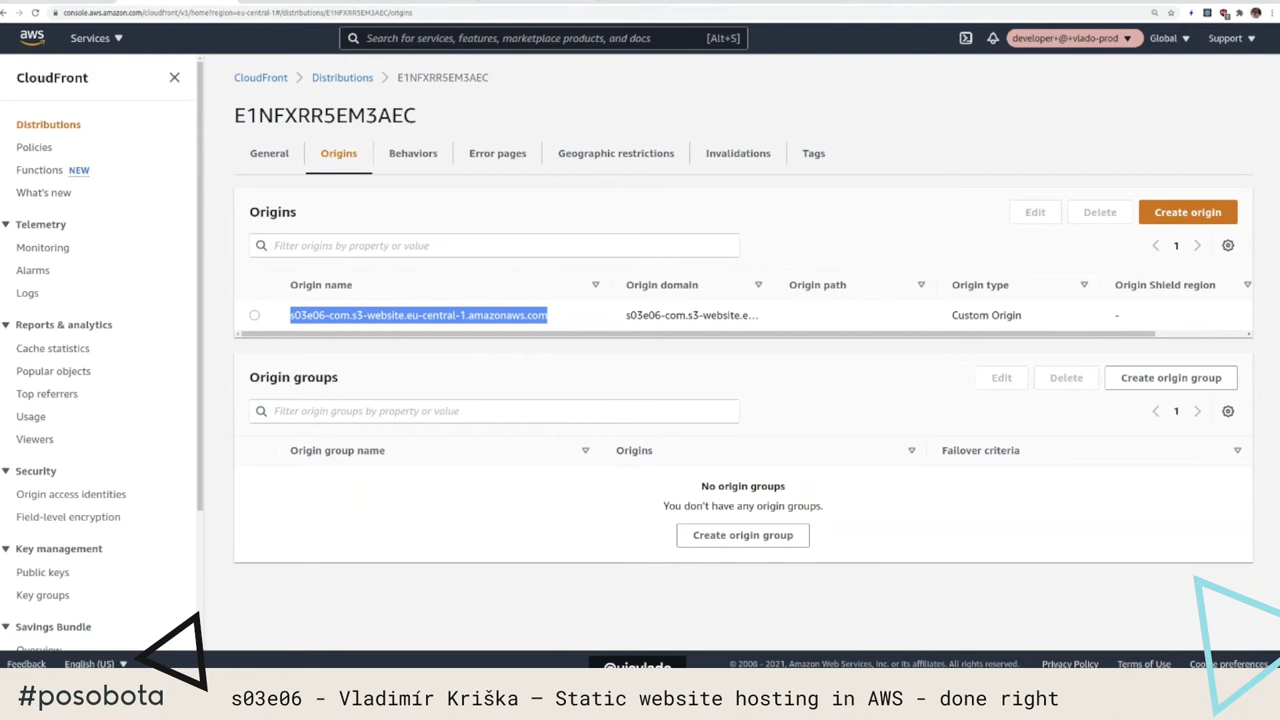 console.aws.amazon.com/cloudfront/v3/home?region=eu-central-1#/distributions/E1NFXRR5EM3AEC/origins
aws
Services
Search for services, features, marketplace products, and docs [Alt+S]
developer+@+vlado-prod
Global
Support
CloudFront
CloudFront > Distributions > E1NFXRR5EM3AEC
E1NFXRR5EM3AEC
Distributions
Policies
Functions NEW
What's new
Telemetry
Monitoring
Alarms
Logs
Reports & analytics
Cache statistics
Popular objects
Top referrers
Usage
Viewers
Security
Origin access identities
Field-level encryption
Key management
Public keys
Key groups
Savings Bundle
Overview
General Origins Behaviors Error pages Geographic restrictions Invalidations Tags
Origins
Edit Delete Create origin
Filter origins by property or value
1
Origin name Origin domain Origin path Origin type Origin Shield region
s03e06-com.s3-website.eu-central-1.amazonaws.com s03e06-com.s3-website.e... Custom Origin -
Origin groups
Edit Delete Create origin group
Filter origin groups by property or value
1
Origin group name Origins Failover criteria
No origin groups
You don't have any origin groups.
Create origin group
Feedback English (US)
© 2008 - 2021, Amazon Web Services, Inc. or its affiliates. All rights reserved. Privacy Policy Terms of Use
preferences
#posobota
s03e06 - Vladimír Kriška — Static website hosting in AWS - done right